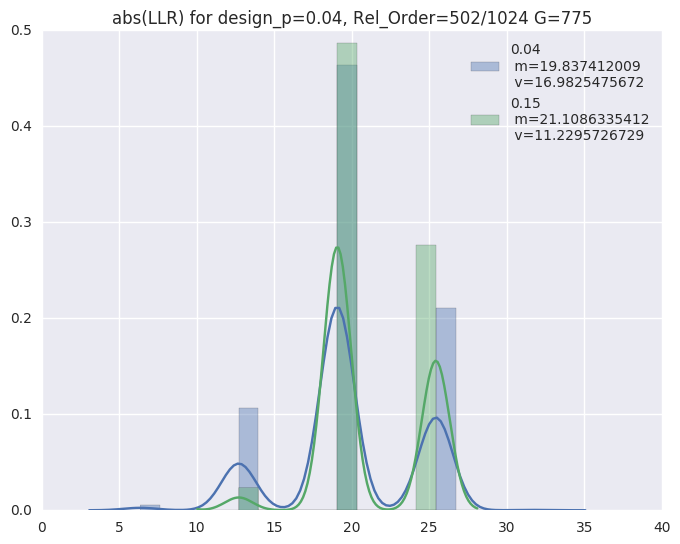 abs(LLR) for design_p=0.04, Rel_Order=502/1024 G=775
0.04
m=19.837412009
v=16.9825475672
0.15
m=21.1086335412
v=11.2295726729
0.5
0.4
0.3
0.2
0.1
0.0
0 5 10 15 20 25 30 35 40